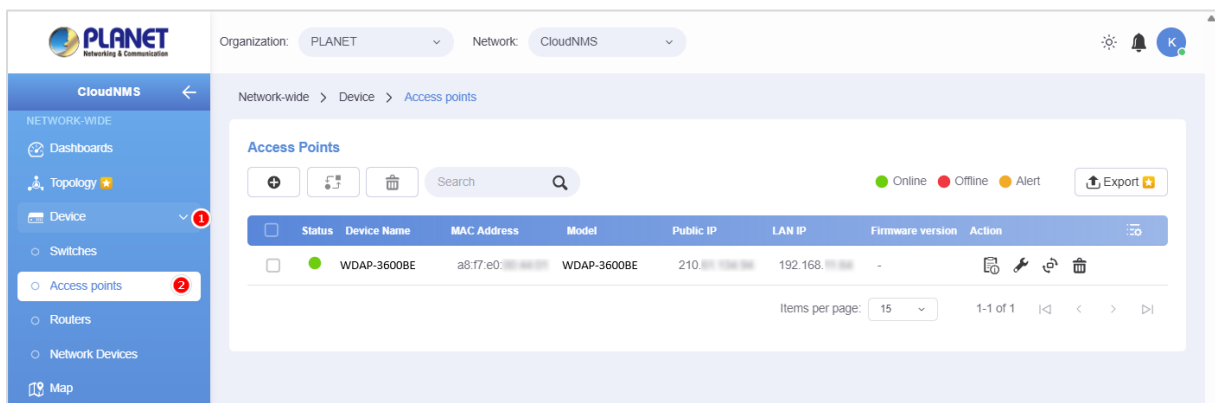 PLANET
Networking & Communication
Organization: PLANET Network: CloudNMS
K
CloudNMS
Network-wide > Device > Access points
NETWORK-WIDE
Dashboards
Topology
Device 1
Switches
Access points 2
Routers
Network Devices
Map
Access Points
Search
Online Offline Alert
Export
Status Device Name MAC Address Model Public IP LAN IP Firmware version Action
WDAP-3600BE a8:f7:e0: WDAP-3600BE 210. 192.168. -
Items per page: 15 1-1 of 1